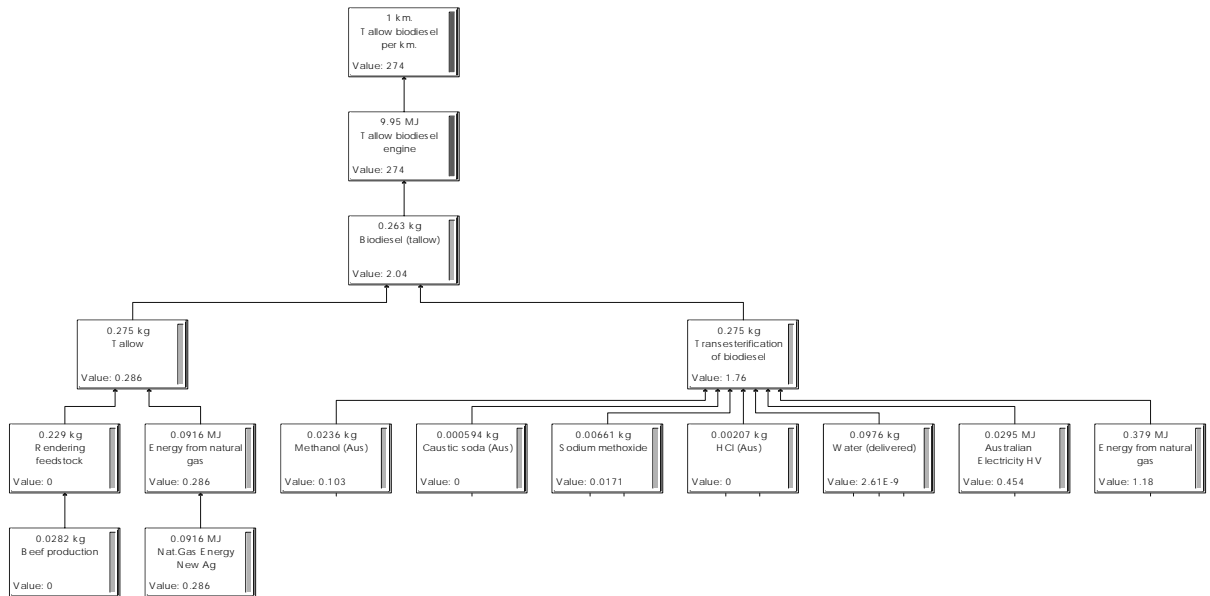 1 km.
Tallow biodiesel
per km.
Value: 274
9.95 MJ
Tallow biodiesel
engine
Value: 274
0.263 kg
Biodiesel (tallow)
Value: 2.04
0.275 kg
Tallow
Value: 0.286
0.275 kg
Transesterification
of biodiesel
Value: 1.76
0.229 kg
Rendering
feedstock
Value: 0
0.0916 MJ
Energy from natural
gas
Value: 0.286
0.0236 kg
Methanol (Aus)
Value: 0.103
0.000594 kg
Caustic soda (Aus)
Value: 0
0.00661 kg
Sodium methoxide
Value: 0.0171
0.00207 kg
HCl (Aus)
Value: 0
0.0976 kg
Water (delivered)
Value: 2.61E-9
0.0295 MJ
Australian
Electricity HV
Value: 0.454
0.379 MJ
Energy from natural
gas
Value: 1.18
0.0282 kg
Beef production
Value: 0
0.0916 MJ
Nat.Gas Energy
New Ag
Value: 0.286